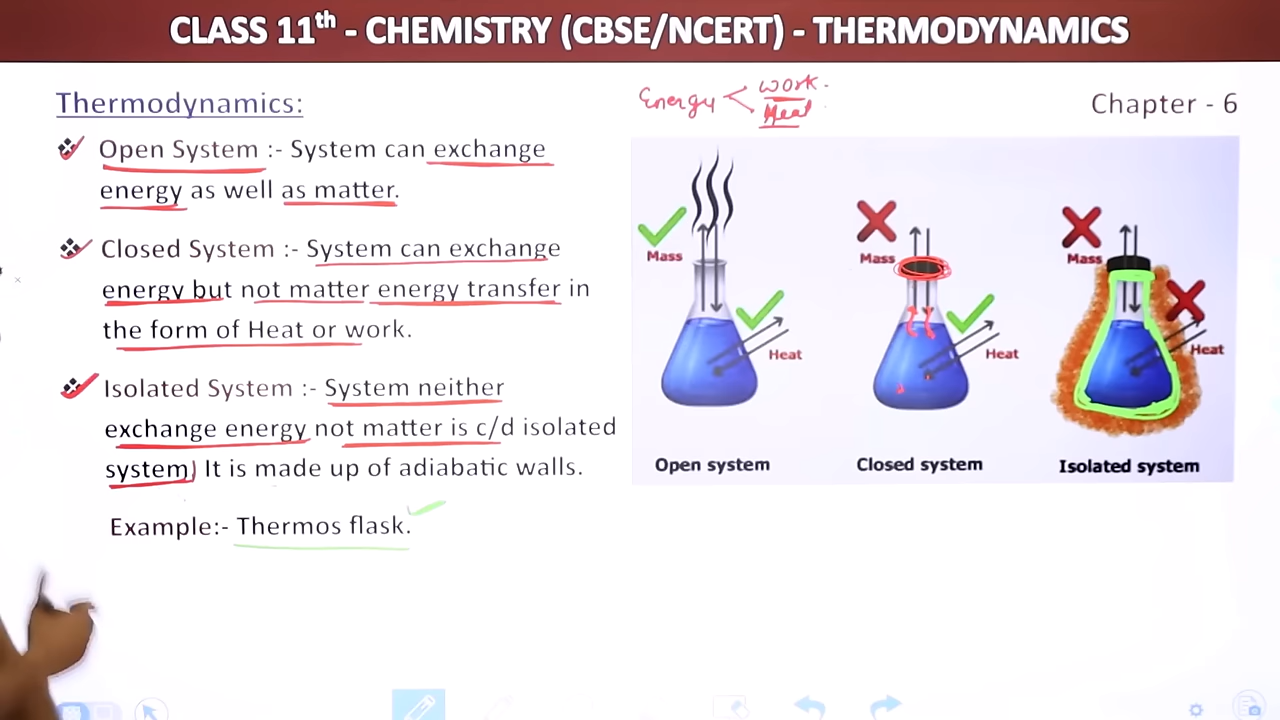 CLASS 11th - CHEMISTRY (CBSE/NCERT) - THERMODYNAMICS
Thermodynamics:
Energy < work.
Heat
Chapter - 6
Open System :- System can exchange
energy as well as matter.
Closed System :- System can exchange
energy but not matter energy transfer in
the form of Heat or work.
Isolated System :- System neither
exchange energy not matter is c/d isolated
system) It is made up of adiabatic walls.
Example:- Thermos flask.
Mass
Heat
Open system
Mass
Heat
Closed system
Mass
Heat
Isolated system